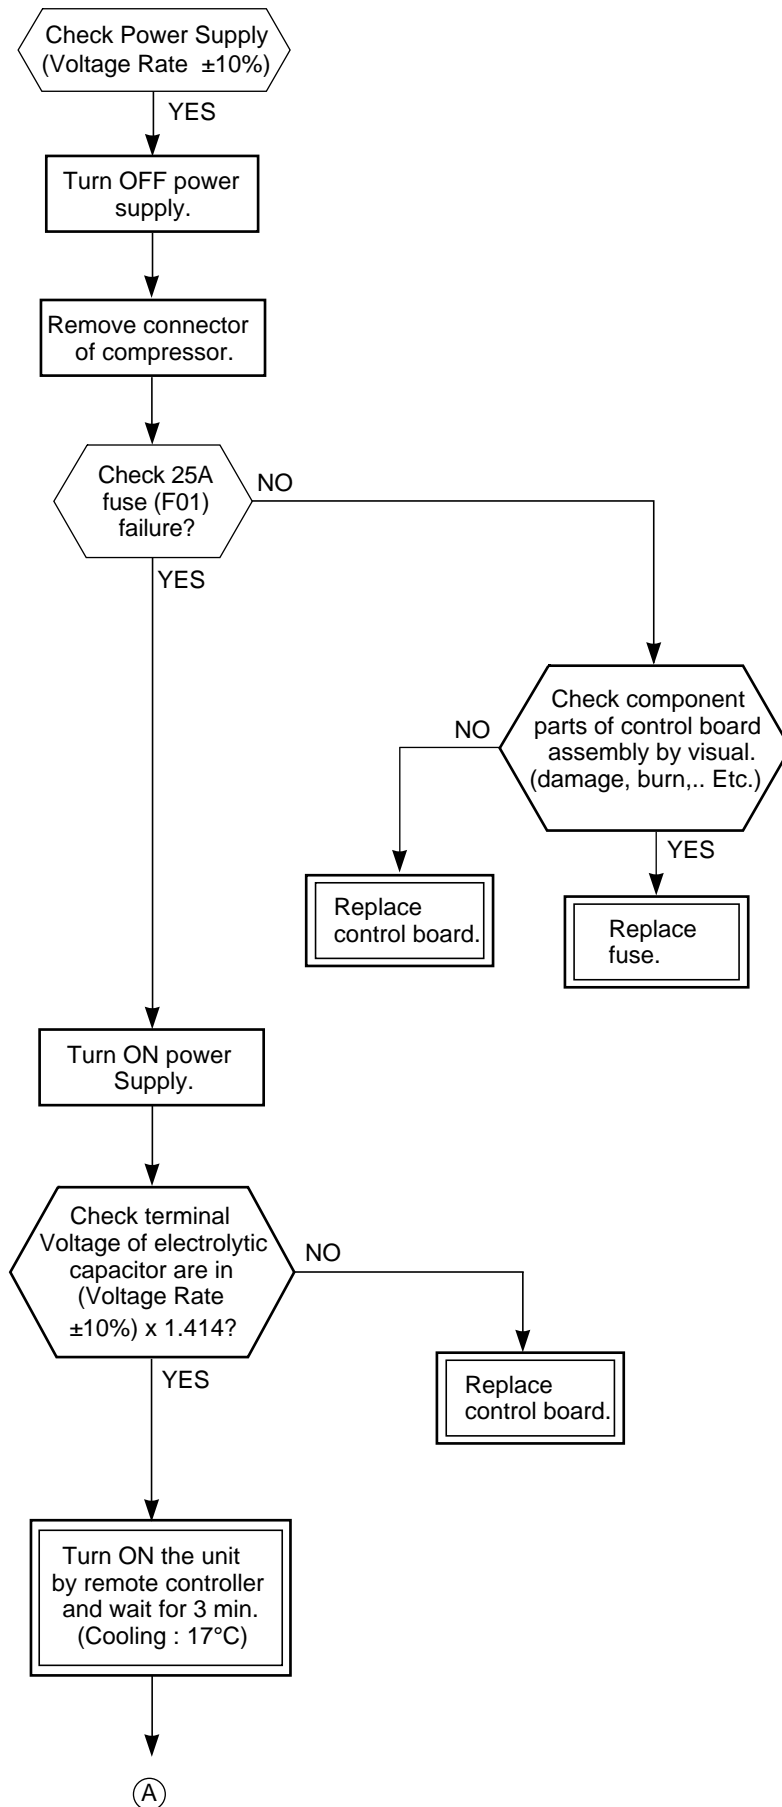 Check Power Supply
(Voltage Rate ±10%)
YES
Turn OFF power
supply.
Remove connector
of compressor.
Check 25A
fuse (F01)
failure?
NO
YES
Check component
parts of control board
assembly by visual.
(damage, burn,.. Etc.)
NO
YES
Replace
control board.
Replace
fuse.
Turn ON power
Supply.
Check terminal
Voltage of electrolytic
capacitor are in
(Voltage Rate
±10%) x 1.414?
NO
YES
Replace
control board.
Turn ON the unit
by remote controller
and wait for 3 min.
(Cooling : 17°C)
A